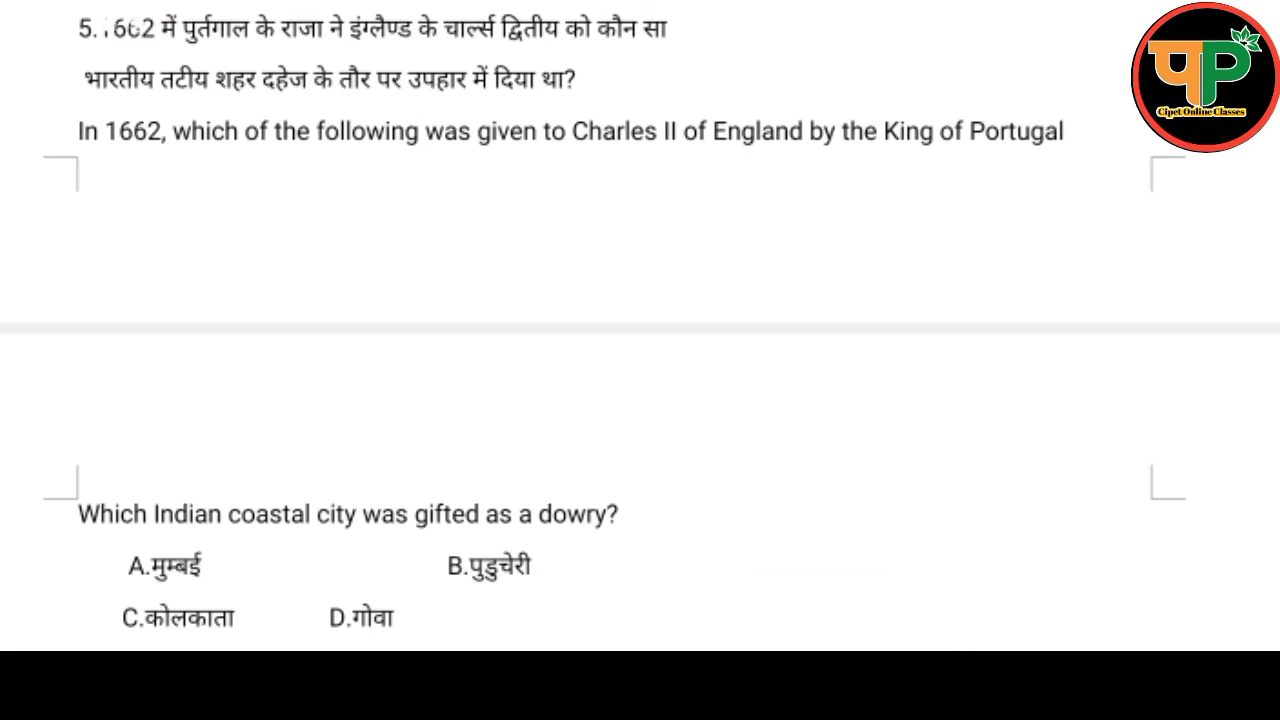 5.1662 में पुर्तगाल के राजा ने इंग्लैण्ड के चार्ल्स द्वितीय को कौन सा
भारतीय तटीय शहर दहेज के तौर पर उपहार में दिया था?
In 1662, which of the following was given to Charles II of England by the King of Portugal
पP
Cipet Online Classes
Which Indian coastal city was gifted as a dowry?
A.मुम्बई B.पुडुचेरी
C.कोलकाता D.गोवा